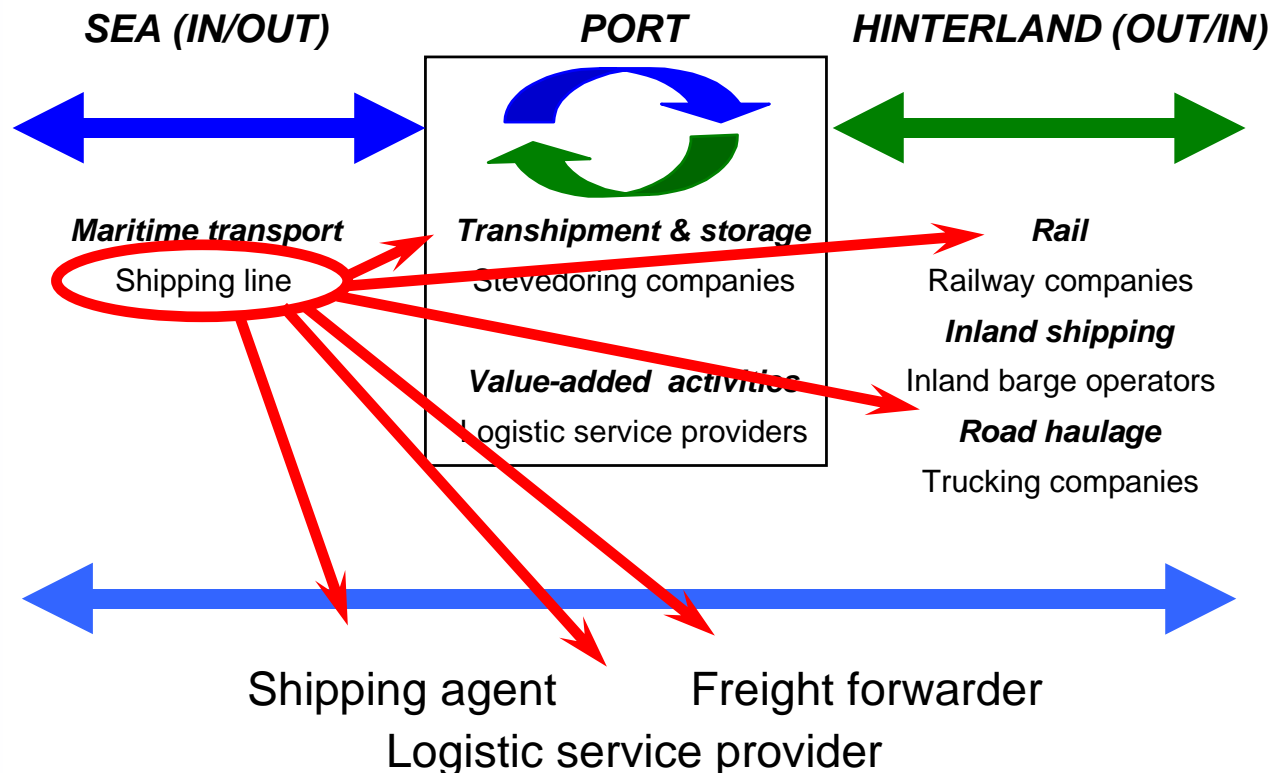 SEA (IN/OUT)
PORT
HINTERLAND (OUT/IN)
Maritime transport
Shipping line
Transhipment & storage
Stevedoring companies
Value-added activities
Logistic service providers
Rail
Railway companies
Inland shipping
Inland barge operators
Road haulage
Trucking companies
Shipping agent
Freight forwarder
Logistic service provider